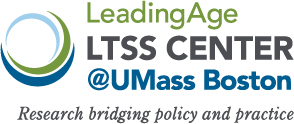 LeadingAge
LTSS CENTER
@UMass Boston
Research bridging policy and practice